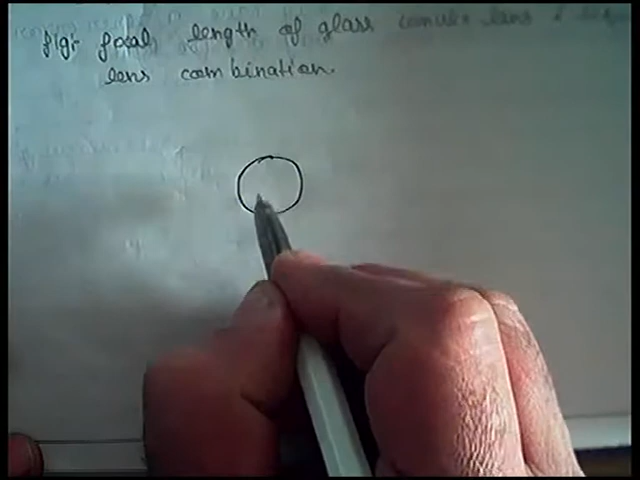 fig: focal length of glass convex lens &
lens combination.